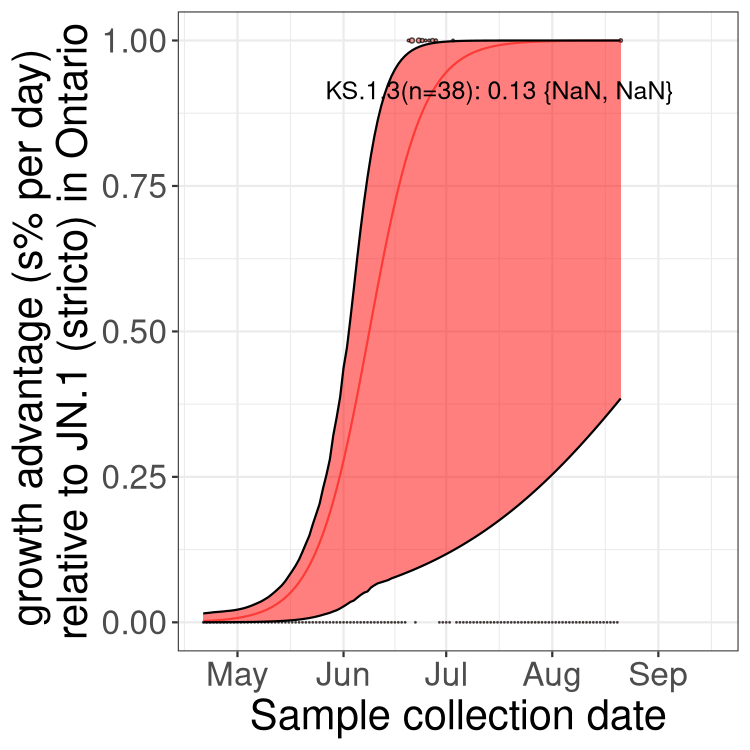 growth advantage (s% per day)
relative to JN.1 (stricto) in Ontario
1.00
0.75
0.50
0.25
0.00
KS.1.3(n=38): 0.13 {NaN, NaN}
May Jun Jul Aug Sep
Sample collection date